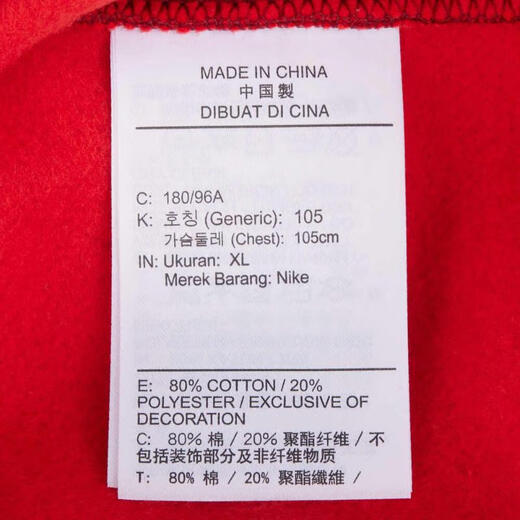 MADE IN CHINA
中国製
DIBUAT DI CINA
C: 180/96A
K: 호칭 (Generic): 105
가슴둘레 (Chest): 105cm
IN: Ukuran: XL
Merek Barang: Nike
E: 80% COTTON / 20%
POLYESTER / EXCLUSIVE OF
DECORATION
C: 80% 棉 / 20% 聚酯纤维 / 不
包括装饰部分及非纤维物质
T: 80% 棉 / 20% 聚酯纖維 /